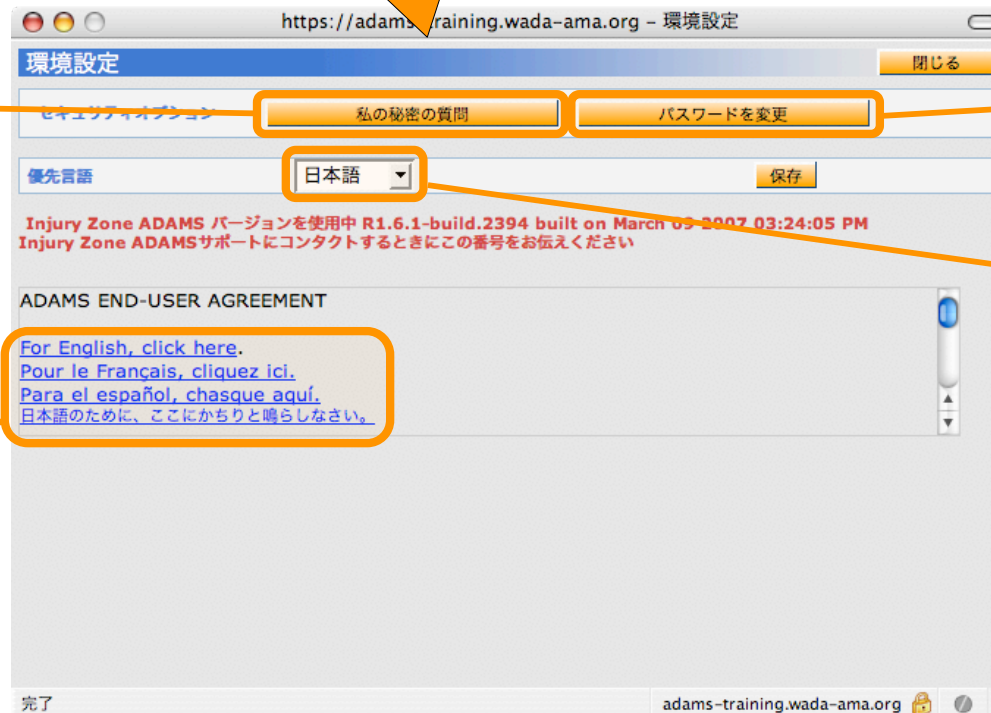 https://adams-training.wada-ama.org – 環境設定
環境設定 閉じる
セキュリティオプション 私の秘密の質問 パスワードを変更
優先言語 日本語 保存
Injury Zone ADAMS バージョンを使用中 R1.6.1-build.2394 built on March 09 2007 03:24:05 PM
Injury Zone ADAMSサポートにコンタクトするときにこの番号をお伝えください
ADAMS END-USER AGREEMENT
For English, click here.
Pour le Français, cliquez ici.
Para el español, chasque aquí.
日本語のために、ここにかちりと鳴らしなさい。
完了 adams-training.wada-ama.org